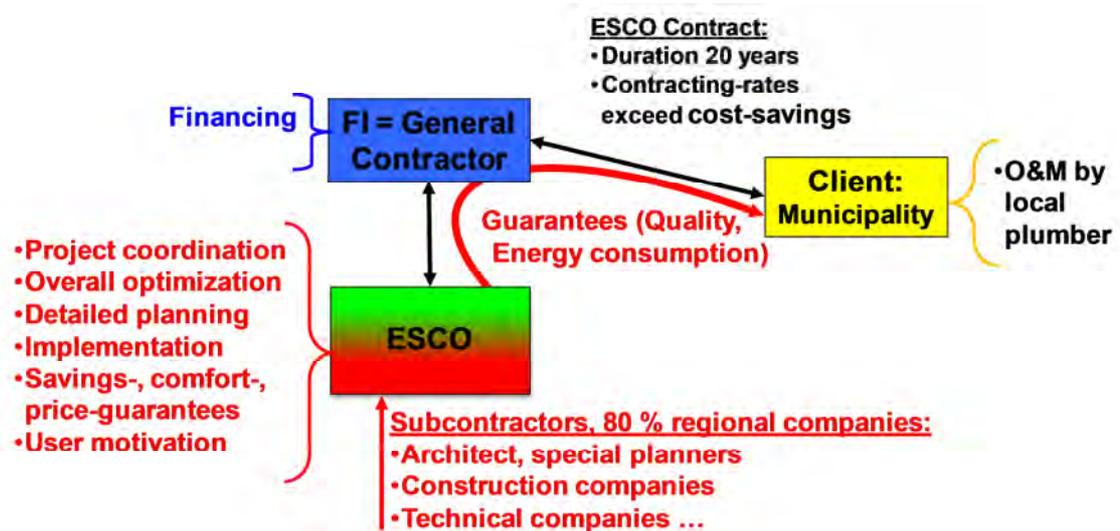 ESCO Contract:
•Duration 20 years
•Contracting-rates
exceed cost-savings
Financing
FI = General
Contractor
Client:
Municipality
•O&M by
local
plumber
Guarantees (Quality,
Energy consumption)
•Project coordination
•Overall optimization
•Detailed planning
•Implementation
•Savings-, comfort-,
price-guarantees
•User motivation
ESCO
Subcontractors, 80 % regional companies:
•Architect, special planners
•Construction companies
•Technical companies ...